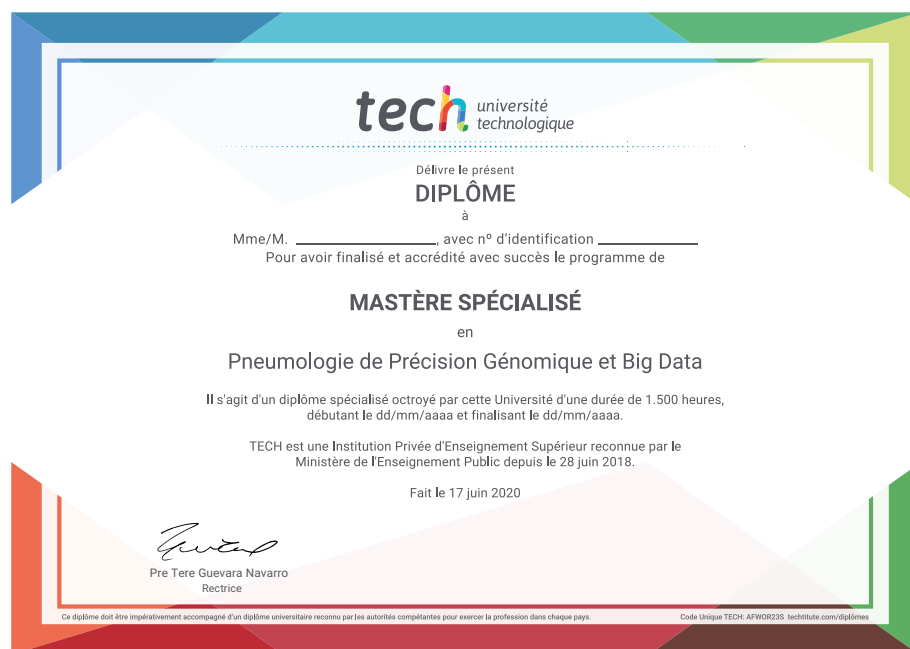 tech université
technologique
Délivre le présent
DIPLÔME
à
Mme/M. _________________, avec nº d'identification ____________
Pour avoir finalisé et accrédité avec succès le programme de
MASTÈRE SPÉCIALISÉ
en
Pneumologie de Précision Génomique et Big Data
Il s'agit d'un diplôme spécialisé octroyé par cette Université d'une durée de 1.500 heures,
débutant le dd/mm/aaaa et finalisant le dd/mm/aaaa.
TECH est une Institution Privée d'Enseignement Supérieur reconnue par le
Ministère de l'Enseignement Public depuis le 28 juin 2018.
Fait le 17 juin 2020
Pre Tere Guevara Navarro
Rectrice
Ce diplôme doit être impérativement accompagné d'un diplôme universitaire reconnu par les autorités compétantes pour exercer la profession dans chaque pays.
Code Unique TECH: AFWOR23S techtitute.com/diplômes